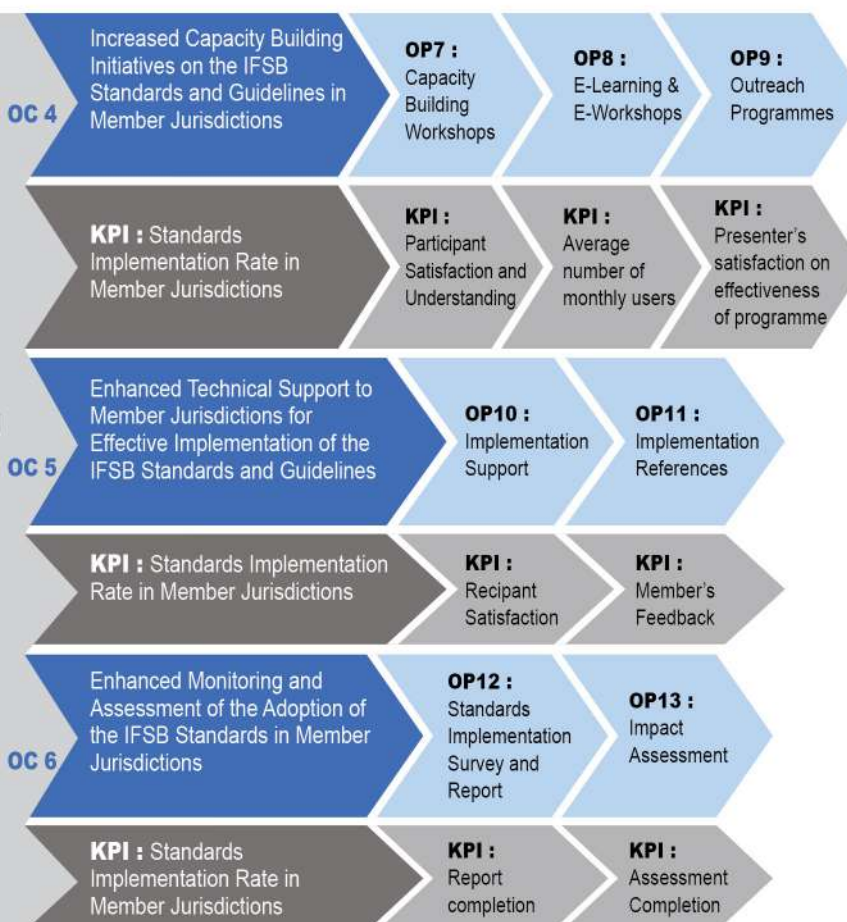 OC 4
Increased Capacity Building
Initiatives on the IFSB
Standards and Guidelines in
Member Jurisdictions
OP7 :
Capacity
Building
Workshops
OP8 :
E-Learning &
E-Workshops
OP9 :
Outreach
Programmes
KPI : Standards
Implementation Rate in
Member Jurisdictions
KPI :
Participant
Satisfaction and
Understanding
KPI :
Average
number of
monthly users
KPI :
Presenter's
satisfaction on
effectiveness
of programme
OC 5
Enhanced Technical Support to
Member Jurisdictions for
Effective Implementation of the
IFSB Standards and Guidelines
OP10 :
Implementation
Support
OP11 :
Implementation
References
KPI : Standards Implementation
Rate in Member Jurisdictions
KPI :
Recipant
Satisfaction
KPI :
Member's
Feedback
OC 6
Enhanced Monitoring and
Assessment of the Adoption of
the IFSB Standards in Member
Jurisdictions
OP12 :
Standards
Implementation
Survey and
Report
OP13 :
Impact
Assessment
KPI : Standards
Implementation Rate in
Member Jurisdictions
KPI :
Report
completion
KPI :
Assessment
Completion